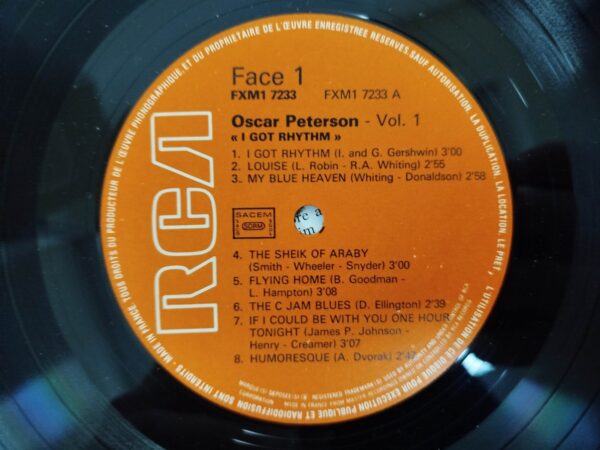 Face 1
FXM1 7233 FXM1 7233 A
Oscar Peterson - Vol. 1
« I GOT RHYTHM »
1. I GOT RHYTHM (I. and G. Gershwin) 3'00
2. LOUISE (L. Robin - R.A. Whiting) 2'55
3. MY BLUE HEAVEN (Whiting - Donaldson) 2'58
SACEM
SDRM
4. THE SHEIK OF ARABY
(Smith - Wheeler - Snyder) 3'00
5. FLYING HOME (B. Goodman -
L. Hampton) 3'08
6. THE C JAM BLUES (D. Ellington) 2'39
7. IF I COULD BE WITH YOU ONE HOUR
TONIGHT (James P. Johnson -
Henry - Creamer) 3'07
8. HUMORESQUE (A. Dvorak)
RCA
MADE IN FRANCE TOUS DROITS DU PRODUCTEUR DE L'ŒUVRE PHONOGRAPHIQUE ET DU PROPRIETAIRE DE L'ŒUVRE ENREGISTREE RESERVES. SAUF AUTORISATION, LA DUPLICATION, LA LOCATION, LE PRET, L'UTILISATION DE CE DISQUE POUR EXECUTION PUBLIQUE ET RADIODIFFUSION SONT INTERDITS